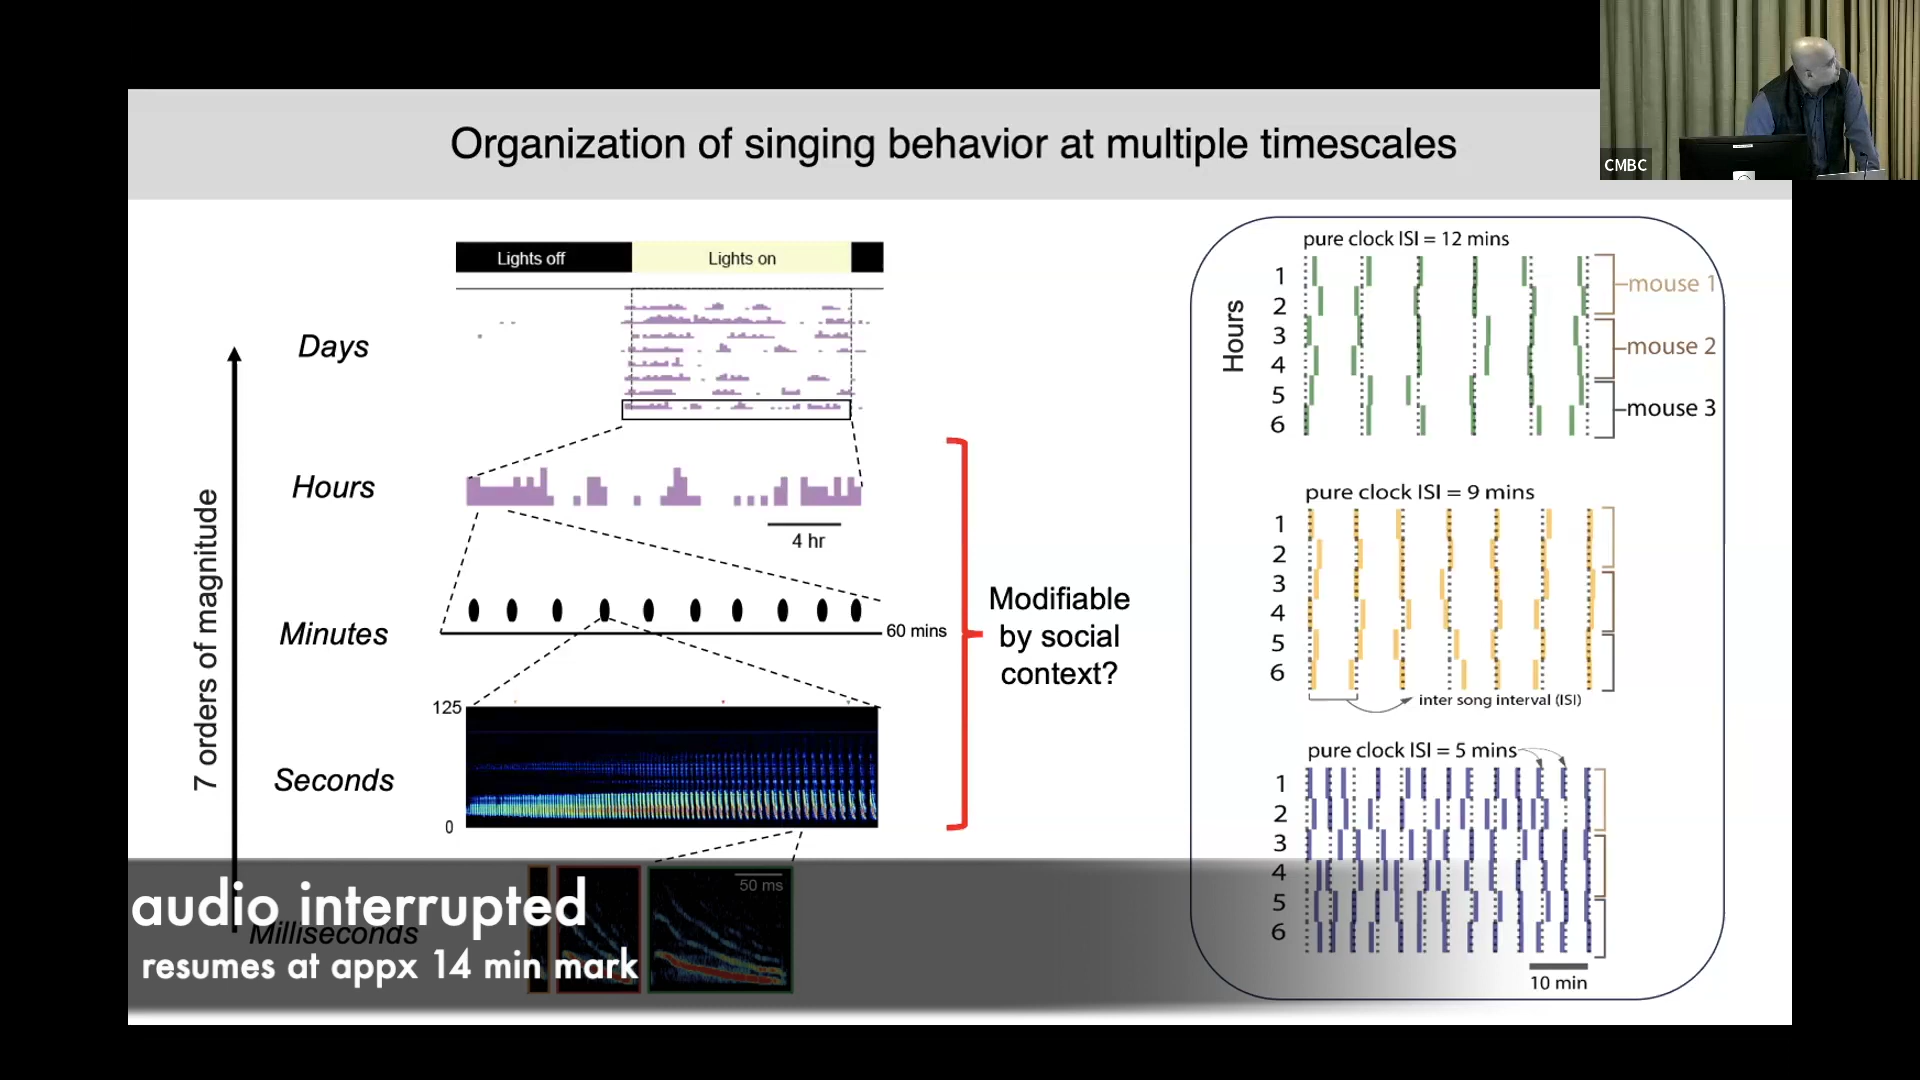 Organization of singing behavior at multiple timescales
CMBC
Lights off
Lights on
7 orders of magnitude
Days
Hours
4 hr
Minutes
60 mins
Seconds
125
0
Milliseconds
50 ms
Modifiable
by social
context?
pure clock ISI = 12 mins
Hours
1
2
3
4
5
6
mouse 1
mouse 2
mouse 3
pure clock ISI = 9 mins
1
2
3
4
5
6
inter song interval (ISI)
pure clock ISI = 5 mins
1
2
3
4
5
6
10 min
audio interrupted
resumes at appx 14 min mark